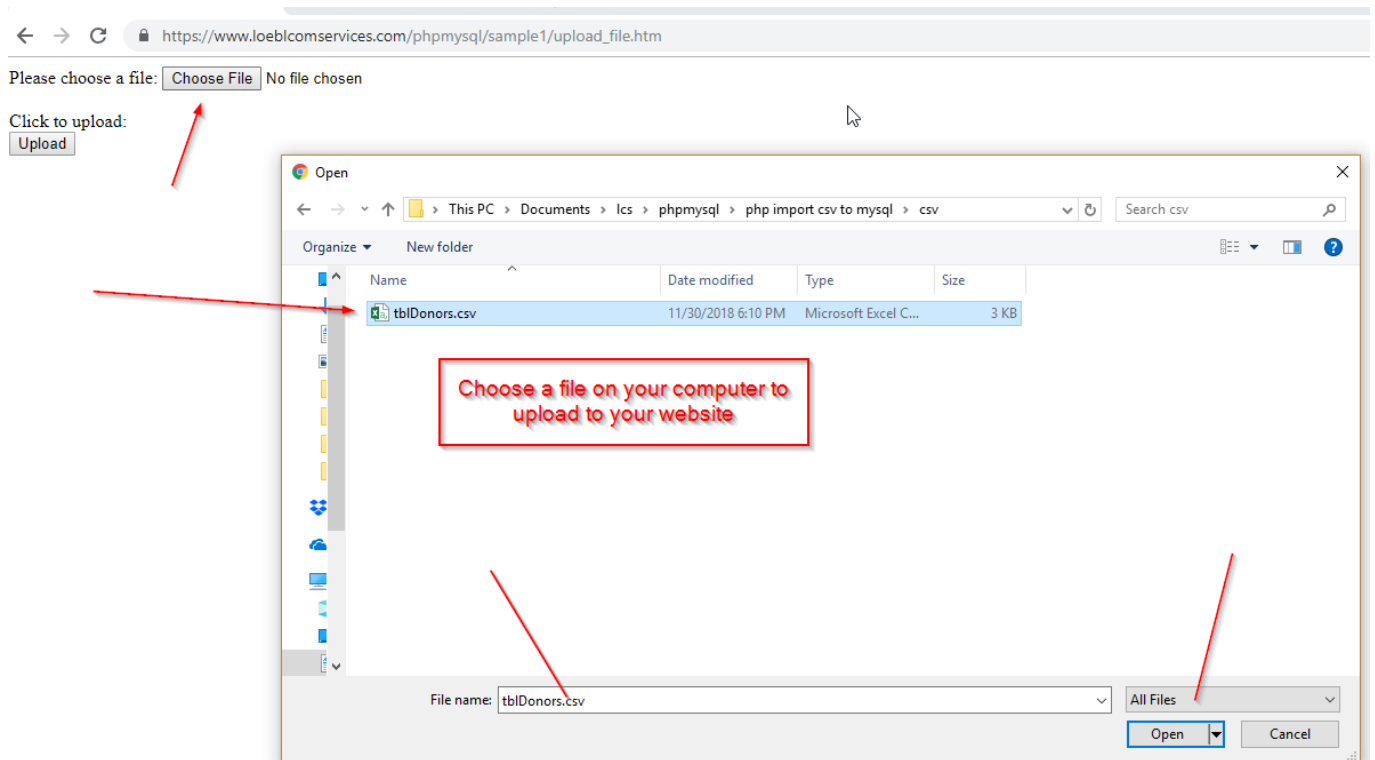 https://www.loeblcomservices.com/phpmysql/sample1/upload_file.htm
Please choose a file: Choose File No file chosen
Click to upload:
Upload
Open
This PC › Documents › lcs › phpmysql › php import csv to mysql › csv
Search csv
Organize
New folder
Name Date modified Type Size
tblDonors.csv 11/30/2018 6:10 PM Microsoft Excel C... 3 KB
Choose a file on your computer to
upload to your website
File name: tblDonors.csv All Files
Open Cancel